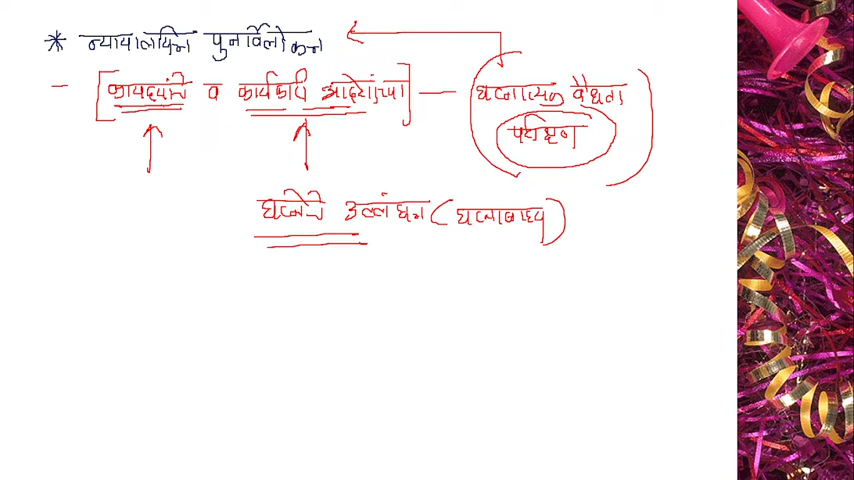 * न्यायालयिन पुनर्विलोकन
- [कायद्यांचे व कार्यकारी आदेशांच्या] — (घटनात्मक वैधता
परिक्षण)
घटनेचे उल्लंघन (घटनाबाह्य)